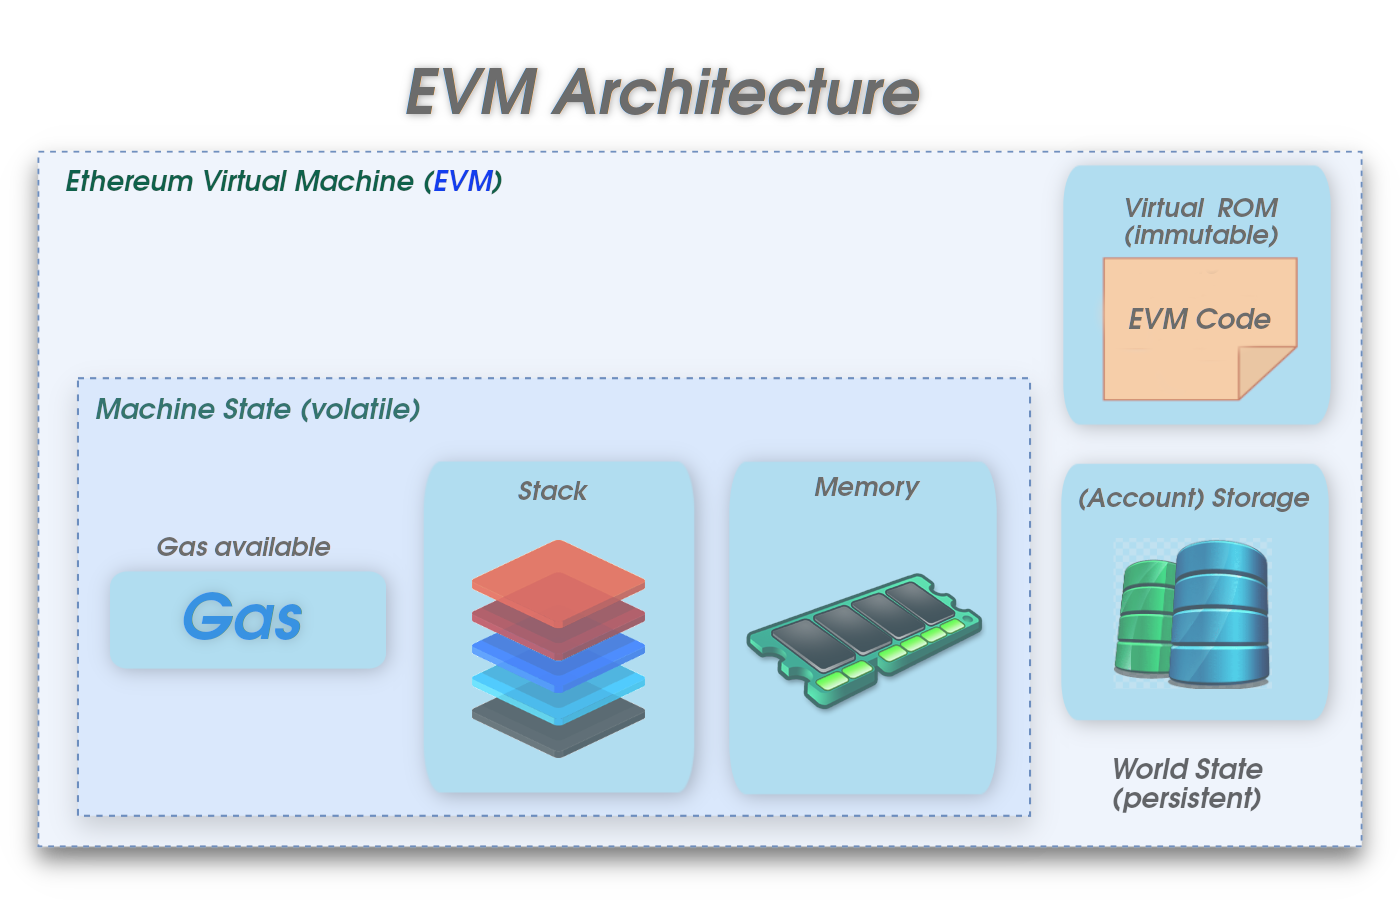 EVM Architecture
Ethereum Virtual Machine (EVM)
Virtual ROM
(immutable)
EVM Code
Machine State (volatile)
Gas available
Gas
Stack
Memory
(Account) Storage
World State
(persistent)